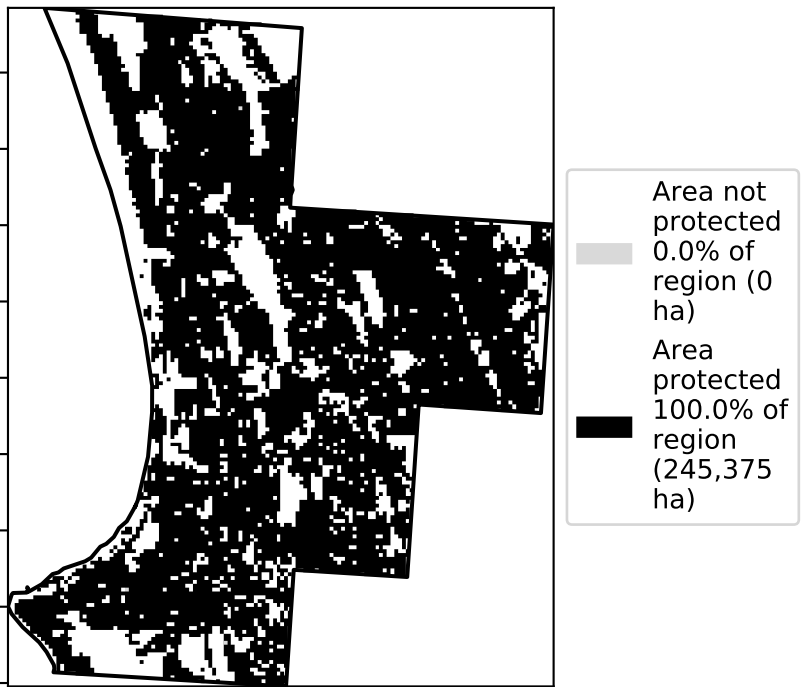 Area not
protected
0.0% of
region (0
ha)
Area
protected
100.0% of
region
(245,375
ha)